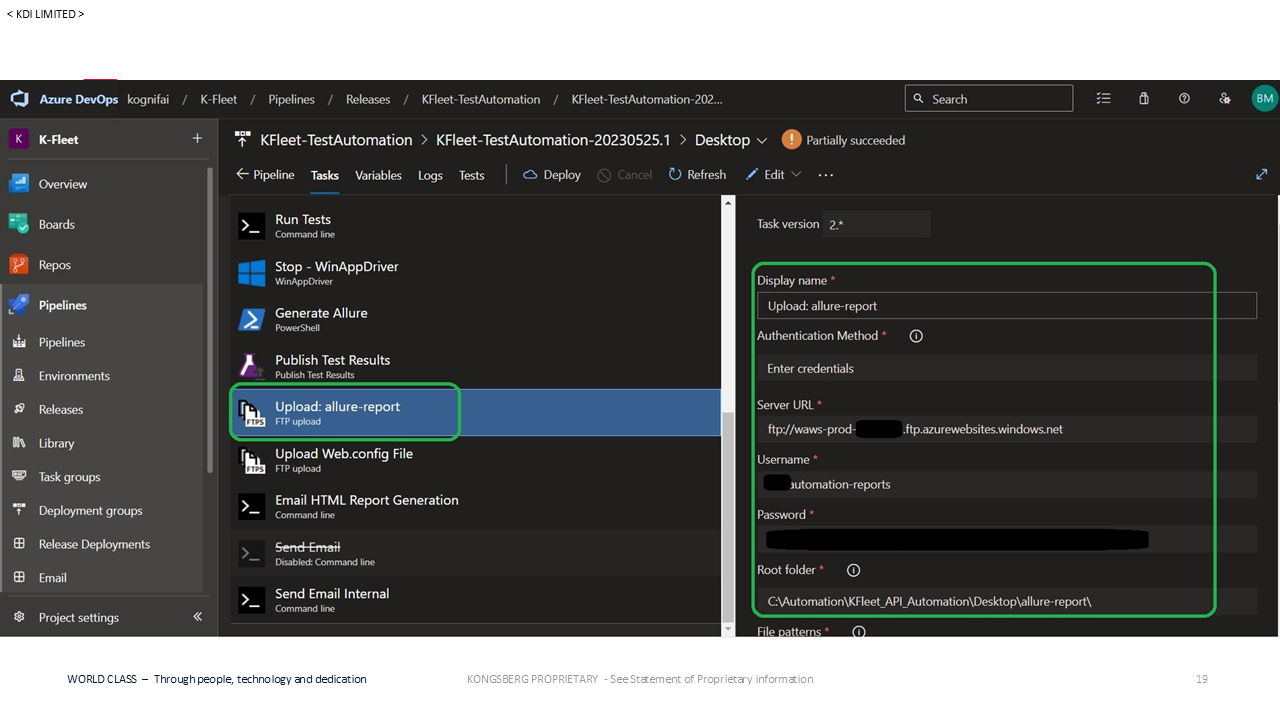 < KDI LIMITED >
Azure DevOps kognifai / K-Fleet / Pipelines / Releases / KFleet-TestAutomation / KFleet-TestAutomation-202...
Search
BM
K K-Fleet +
KFleet-TestAutomation > KFleet-TestAutomation-20230525.1 > Desktop
! Partially succeeded
Pipeline Tasks Variables Logs Tests
Deploy Cancel Refresh Edit ...
Overview
Boards
Repos
Pipelines
Pipelines
Environments
Releases
Library
Task groups
Deployment groups
Release Deployments
Email
Project settings
Run Tests
Command line
Stop - WinAppDriver
WinAppDriver
Generate Allure
PowerShell
Publish Test Results
Publish Test Results
FTPS
Upload: allure-report
FTP upload
FTPS
Upload Web.config File
FTP upload
Email HTML Report Generation
Command line
Send Email
Disabled: Command line
Send Email Internal
Command line
Task version 2.*
Display name *
Upload: allure-report
Authentication Method *
Enter credentials
Server URL *
ftp://waws-prod- .ftp.azurewebsites.windows.net
Username *
automation-reports
Password *
Root folder *
C:\Automation\KFleet_API_Automation\Desktop\allure-report\
File patterns *
WORLD CLASS – Through people, technology and dedication
KONGSBERG PROPRIETARY - See Statement of Proprietary information
19